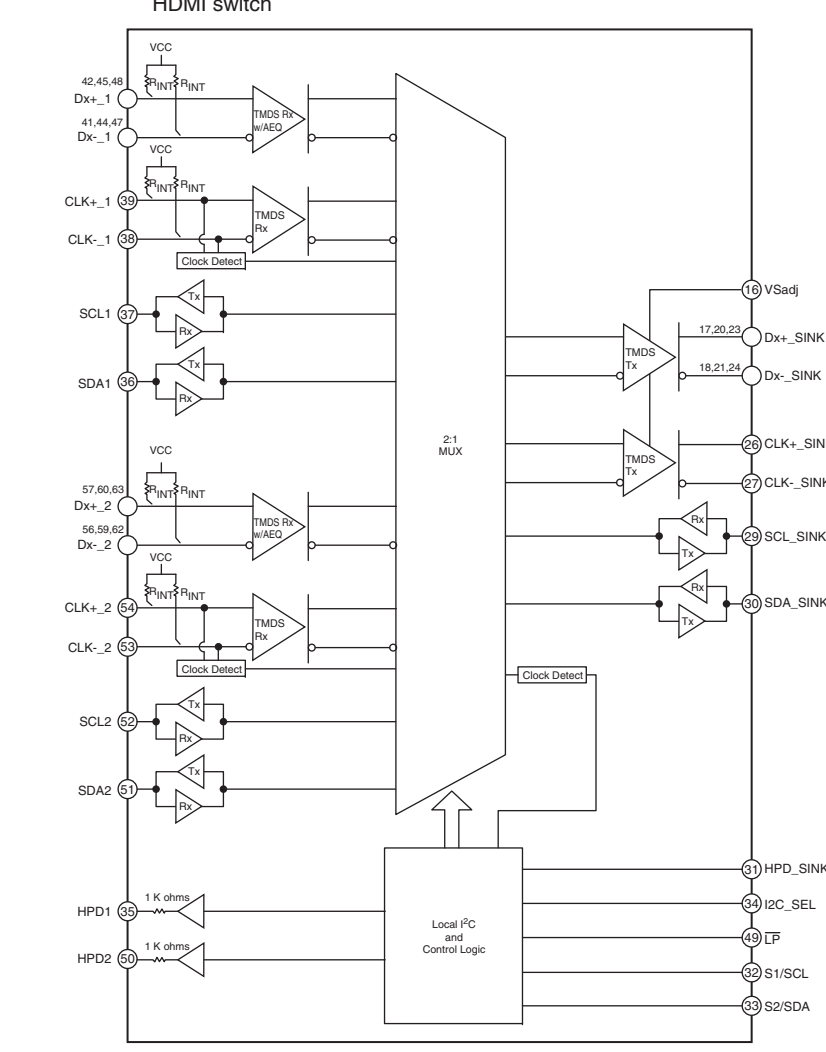 HDMI switch
VCC
42,45,48
RINT RINT
Dx+_1
TMDS Rx
w/AEQ
41,44,47
Dx-_1
VCC
RINT RINT
CLK+_1 39
TMDS
Rx
CLK-_1 38
Clock Detect
Tx
SCL1 37
Rx
Tx
SDA1 36
Rx
16 VSadj
17,20,23
Dx+_SINK
TMDS
Tx
18,21,24
Dx-_SINK
2:1
MUX
26 CLK+_SIN
TMDS
Tx
27 CLK-_SINK
VCC
57,60,63
RINT RINT
Dx+_2
TMDS Rx
w/AEQ
56,59,62
Dx-_2
Rx
29 SCL_SINK
Tx
VCC
RINT RINT
CLK+_2 54
TMDS
Rx
CLK-_2 53
Clock Detect
Rx
30 SDA_SINK
Tx
Clock Detect
Tx
SCL2 52
Rx
Tx
SDA2 51
Rx
31 HPD_SINK
1 K ohms
HPD1 35
34 I2C_SEL
Local I²C
and
Control Logic
49 L̅P̅
1 K ohms
HPD2 50
32 S1/SCL
33 S2/SDA